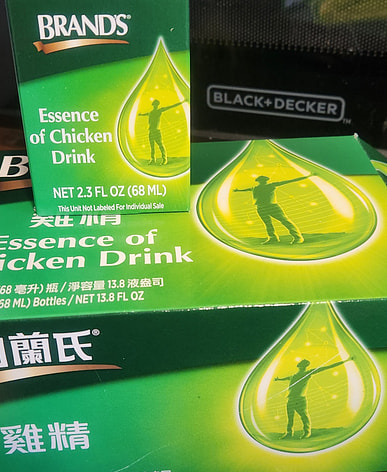 BRAND'S®
Essence
of Chicken
Drink
NET 2.3 FL OZ (68 ML)
This Unit Not Labeled For Individual Sale
BLACK+DECKER™
B
雞精
Essence of
icken Drink
68 毫升) 瓶 / 淨容量 13.8 液盎司
68 ML) Bottles / NET 13.8 FL OZ
蘭氏®
雞精